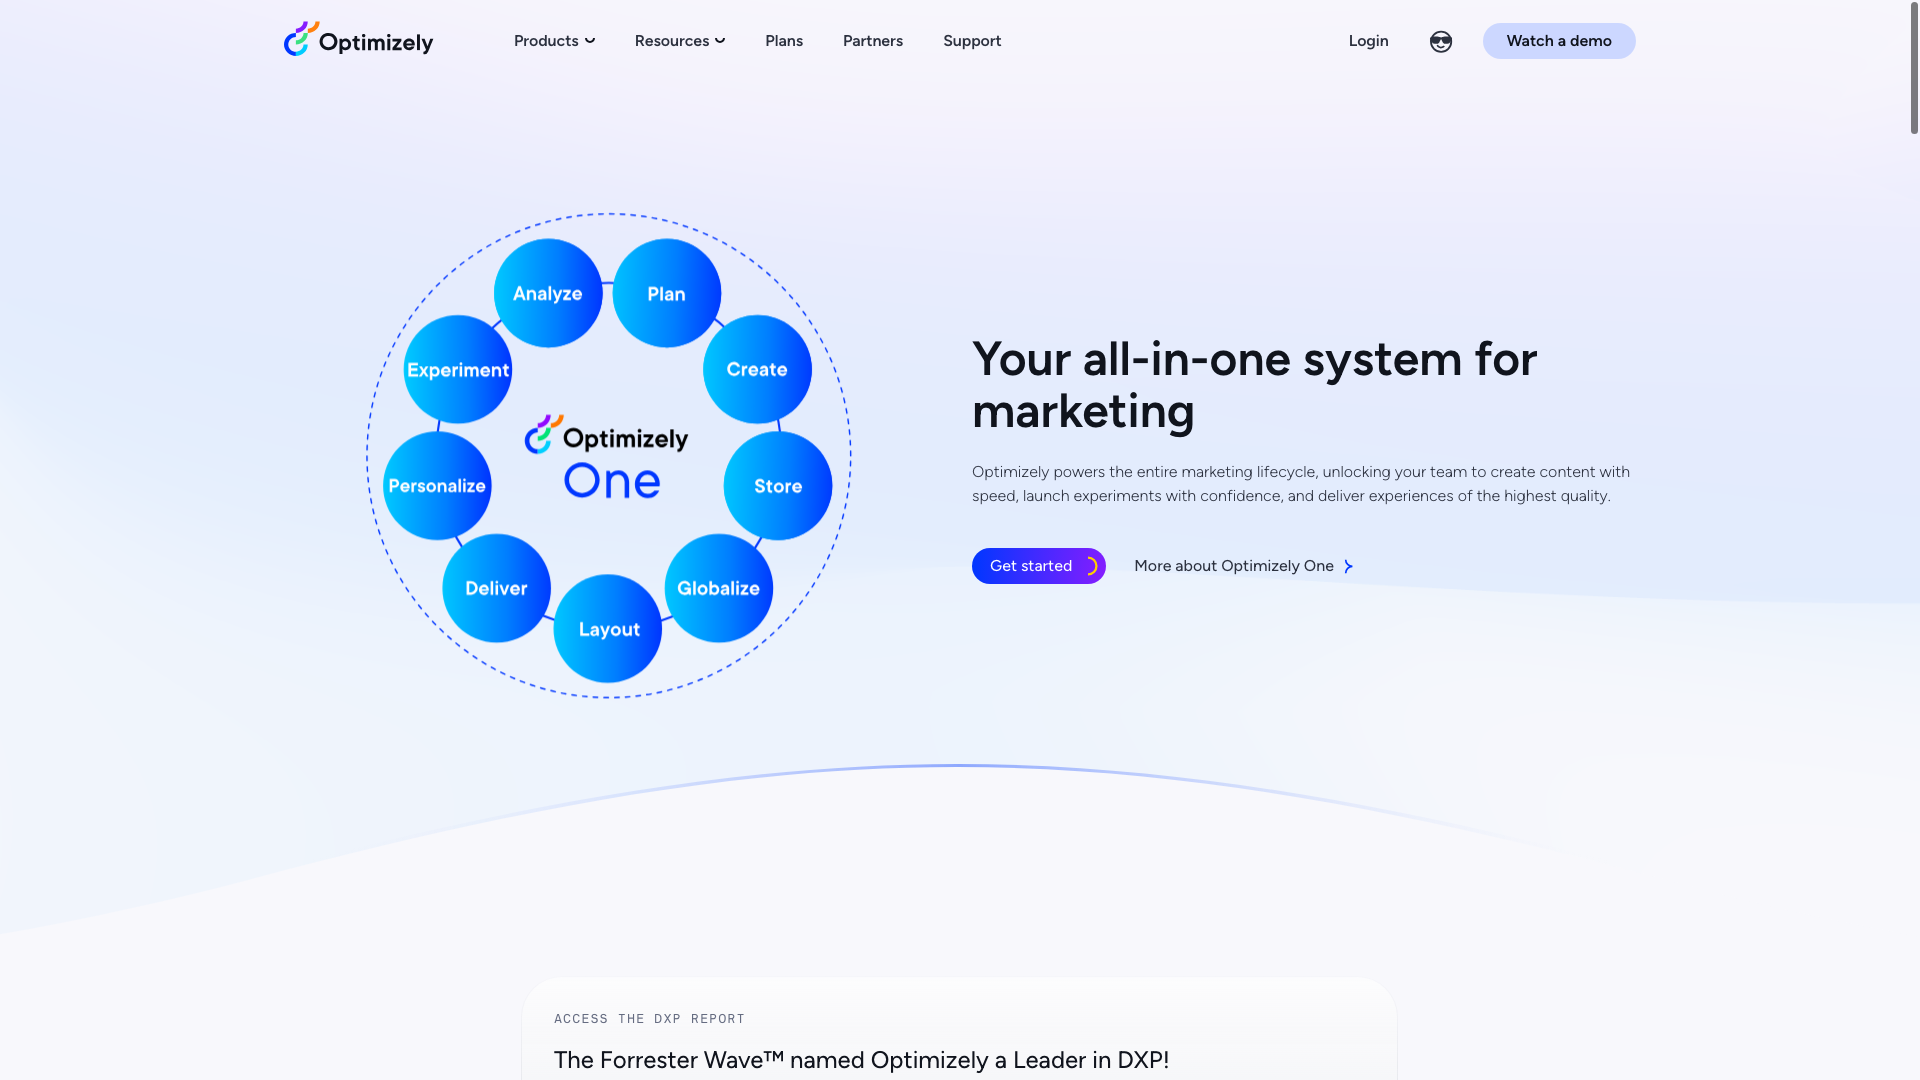 Optimizely
Products
Resources
Plans
Partners
Support
Login
Watch a demo
Analyze
Plan
Experiment
Create
Optimizely
One
Personalize
Store
Deliver
Globalize
Layout
Your all-in-one system for
marketing
Optimizely powers the entire marketing lifecycle, unlocking your team to create content with
speed, launch experiments with confidence, and deliver experiences of the highest quality.
Get started
More about Optimizely One
ACCESS THE DXP REPORT
The Forrester Wave™ named Optimizely a Leader in DXP!